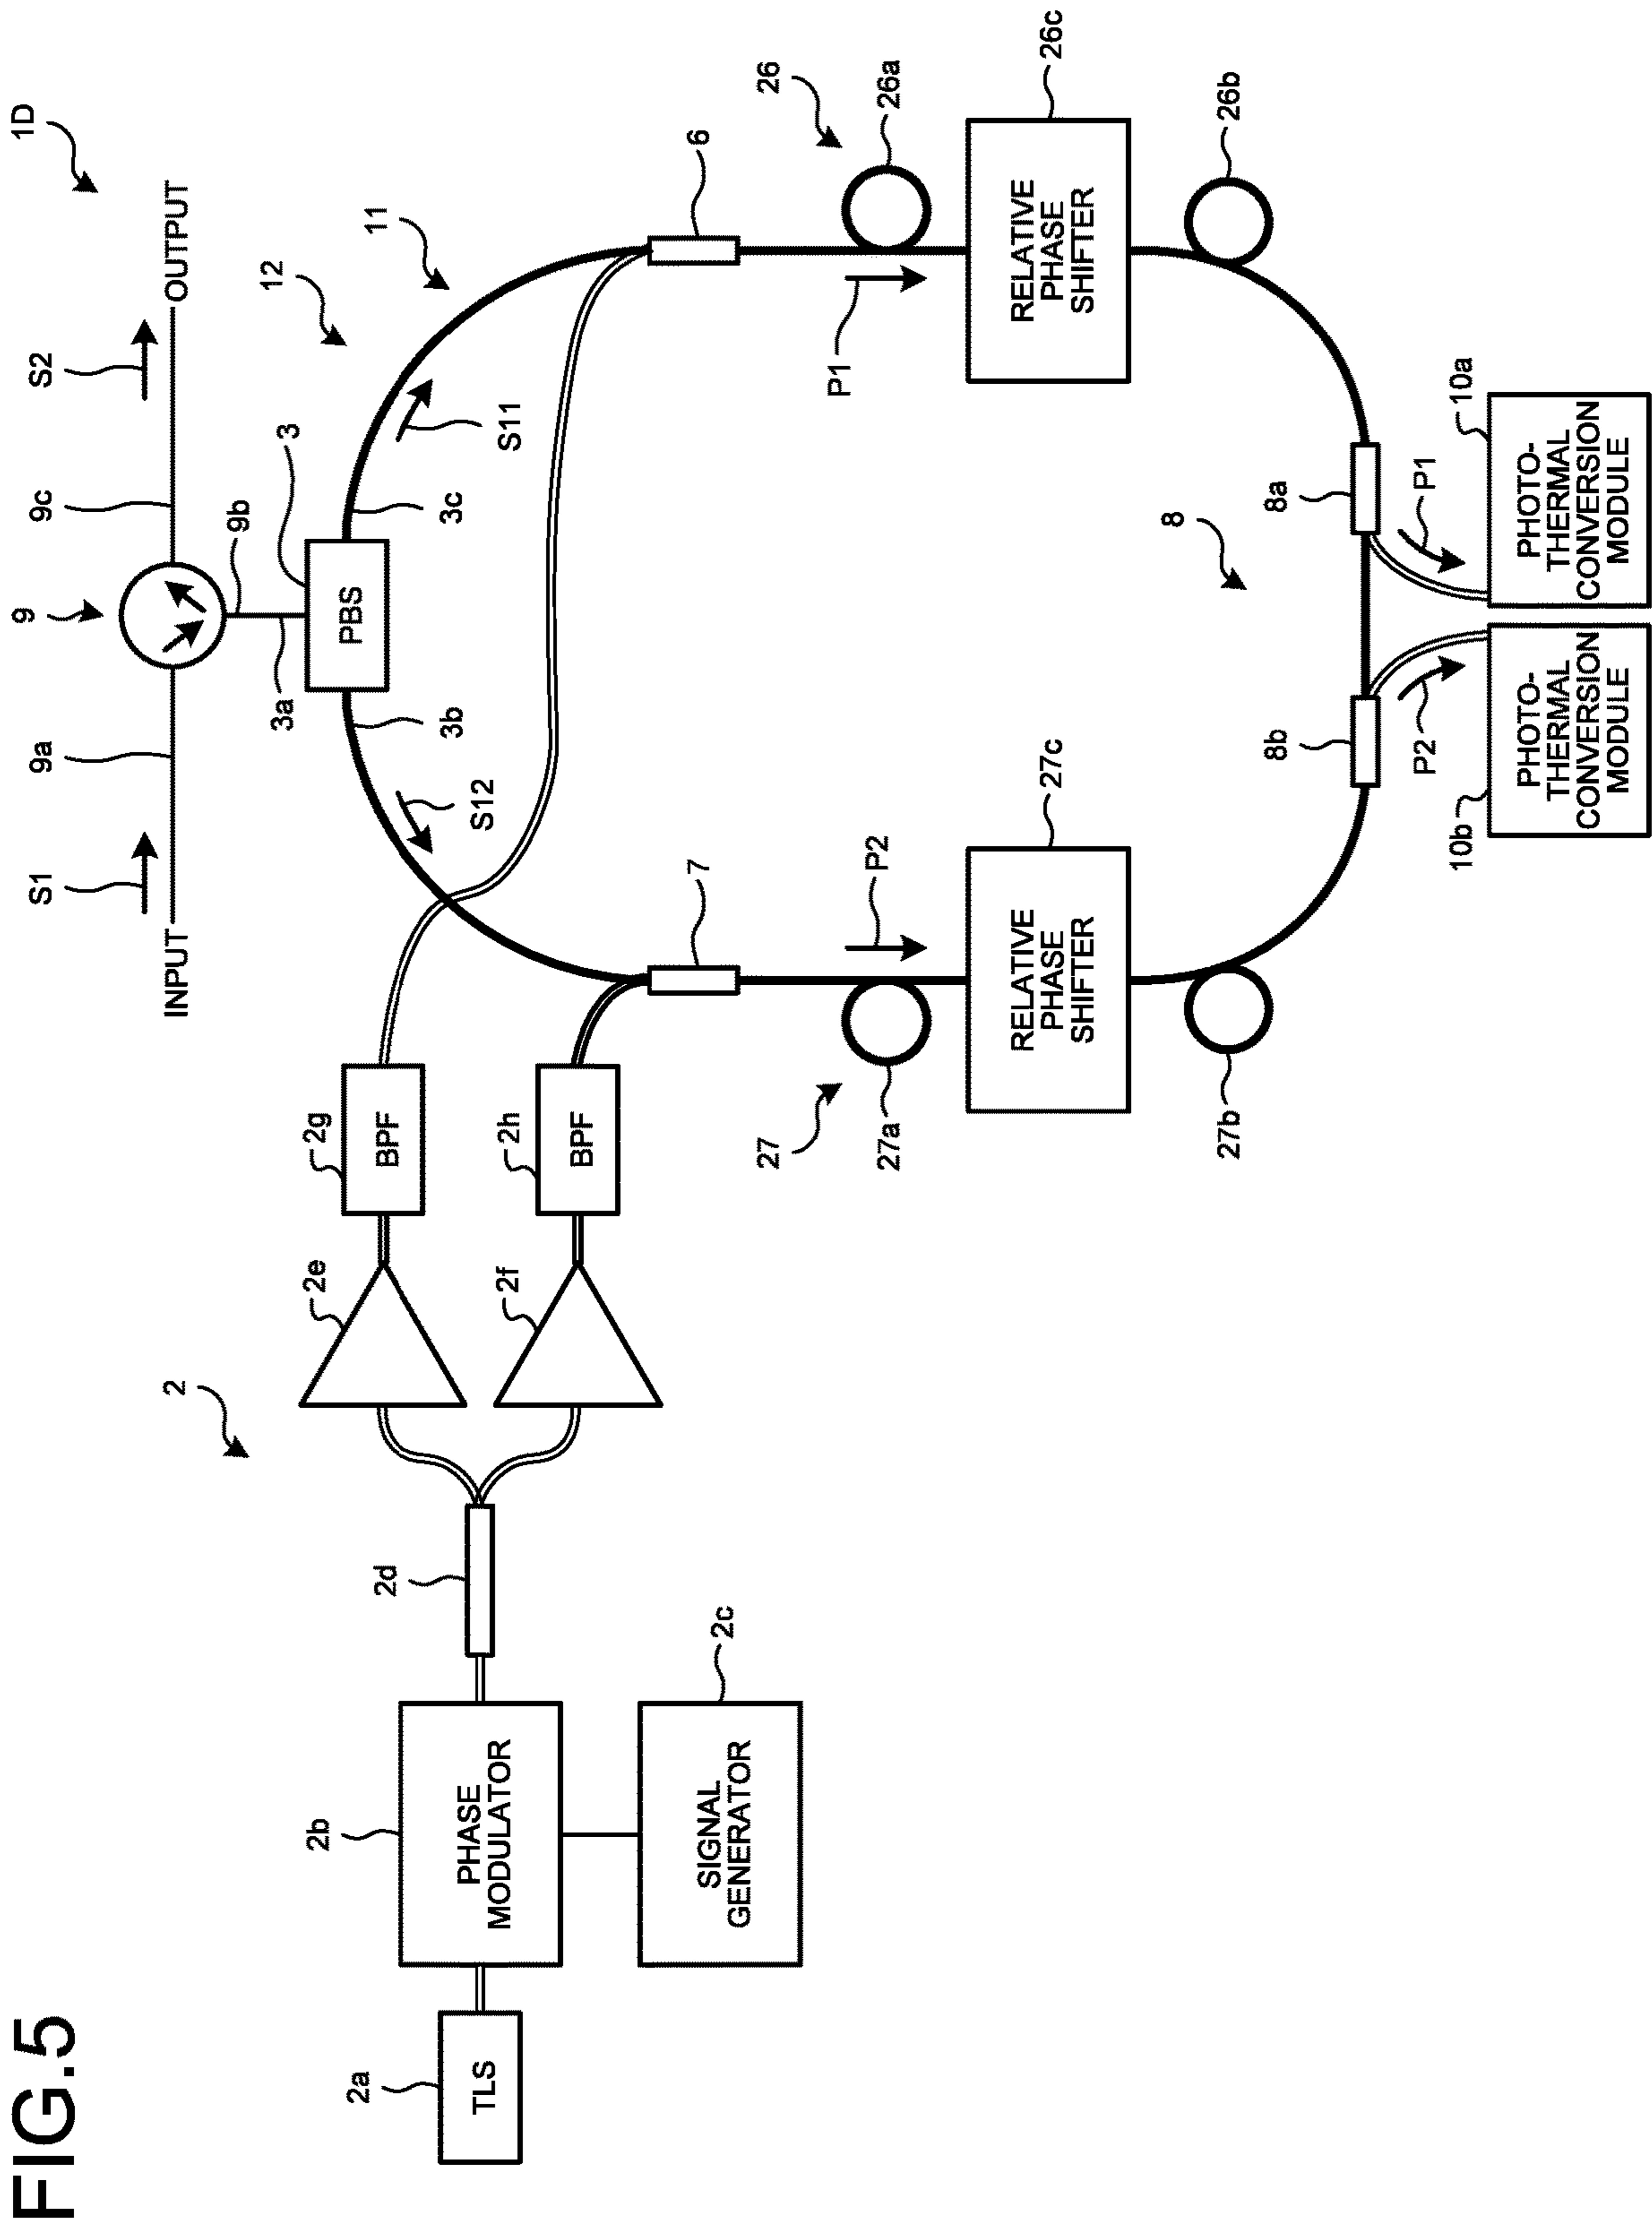 FIG.5
1D
S1
9a
9
9c
S2
INPUT
OUTPUT
9b
3a
3
PBS
3b
3c
12
11
S12
S11
2
2a
TLS
2b
PHASE
MODULATOR
2c
SIGNAL
GENERATOR
2d
2e
2f
2g
BPF
2h
BPF
7
6
27
27a
P2
P1
26
26a
27c
RELATIVE
PHASE
SHIFTER
26c
RELATIVE
PHASE
SHIFTER
27b
26b
8
8b
8a
P2
P1
10b
PHOTO-
THERMAL
CONVERSION
MODULE
10a
PHOTO-
THERMAL
CONVERSION
MODULE